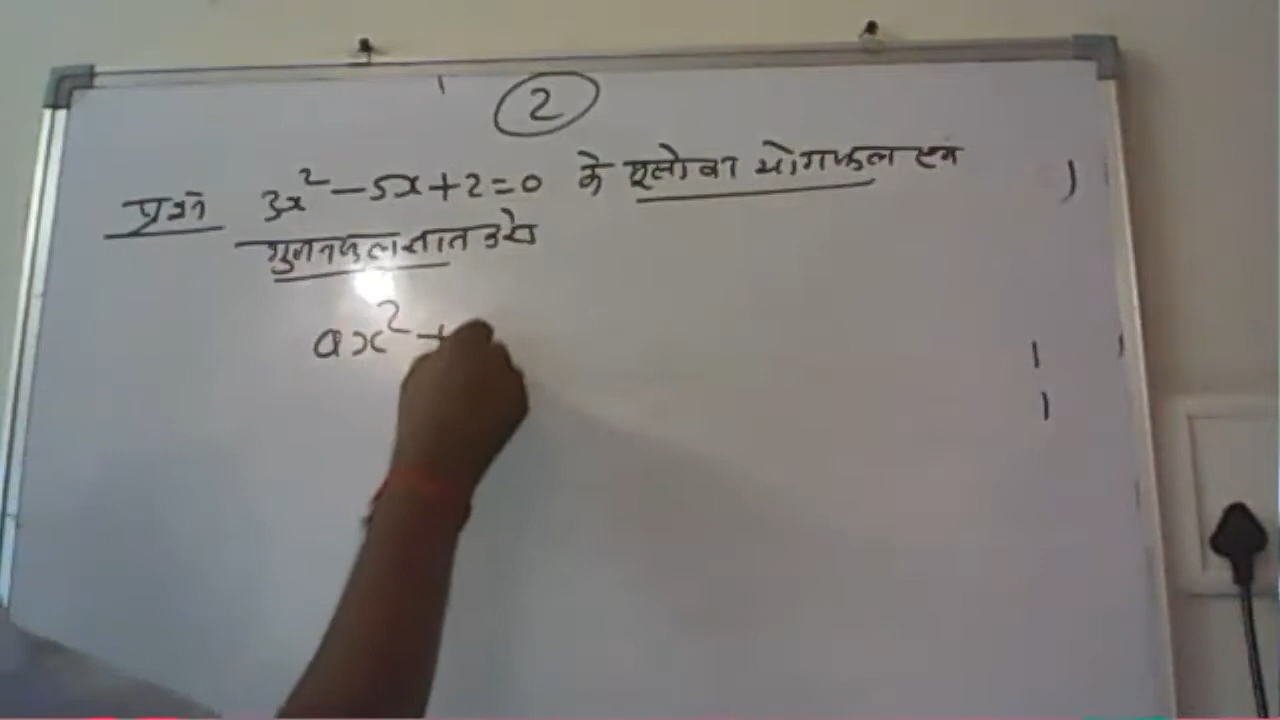 2
प्रश्न 3x² - 5x + 2 = 0 के मूलो का योगफल एवं
गुणनफल ज्ञात करो
ax² +